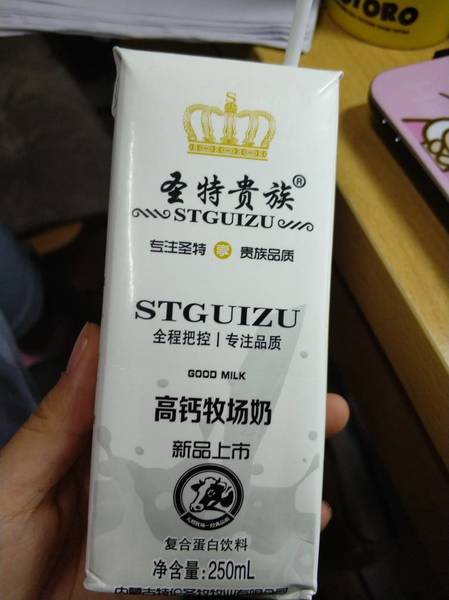 TORO
S
圣特贵族®
STGUIZU
专注圣特 享 贵族品质
STGUIZU
全程把控 | 专注品质
GOOD MILK
高钙牧场奶
新品上市
复合蛋白饮料
净含量:250mL